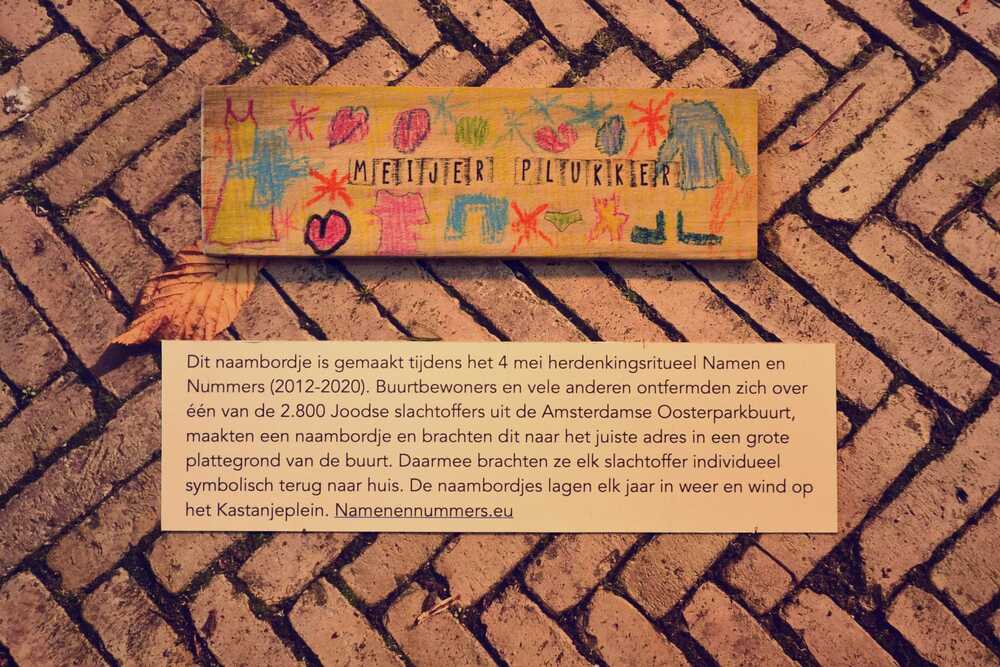 MEIJER PLUKKER
Dit naambordje is gemaakt tijdens het 4 mei herdenkingsritueel Namen en
Nummers (2012-2020). Buurtbewoners en vele anderen ontfermden zich over
één van de 2.800 Joodse slachtoffers uit de Amsterdamse Oosterparkbuurt,
maakten een naambordje en brachten dit naar het juiste adres in een grote
plattegrond van de buurt. Daarmee brachten ze elk slachtoffer individueel
symbolisch terug naar huis. De naambordjes lagen elk jaar in weer en wind op
het Kastanjeplein. Namenennummers.eu